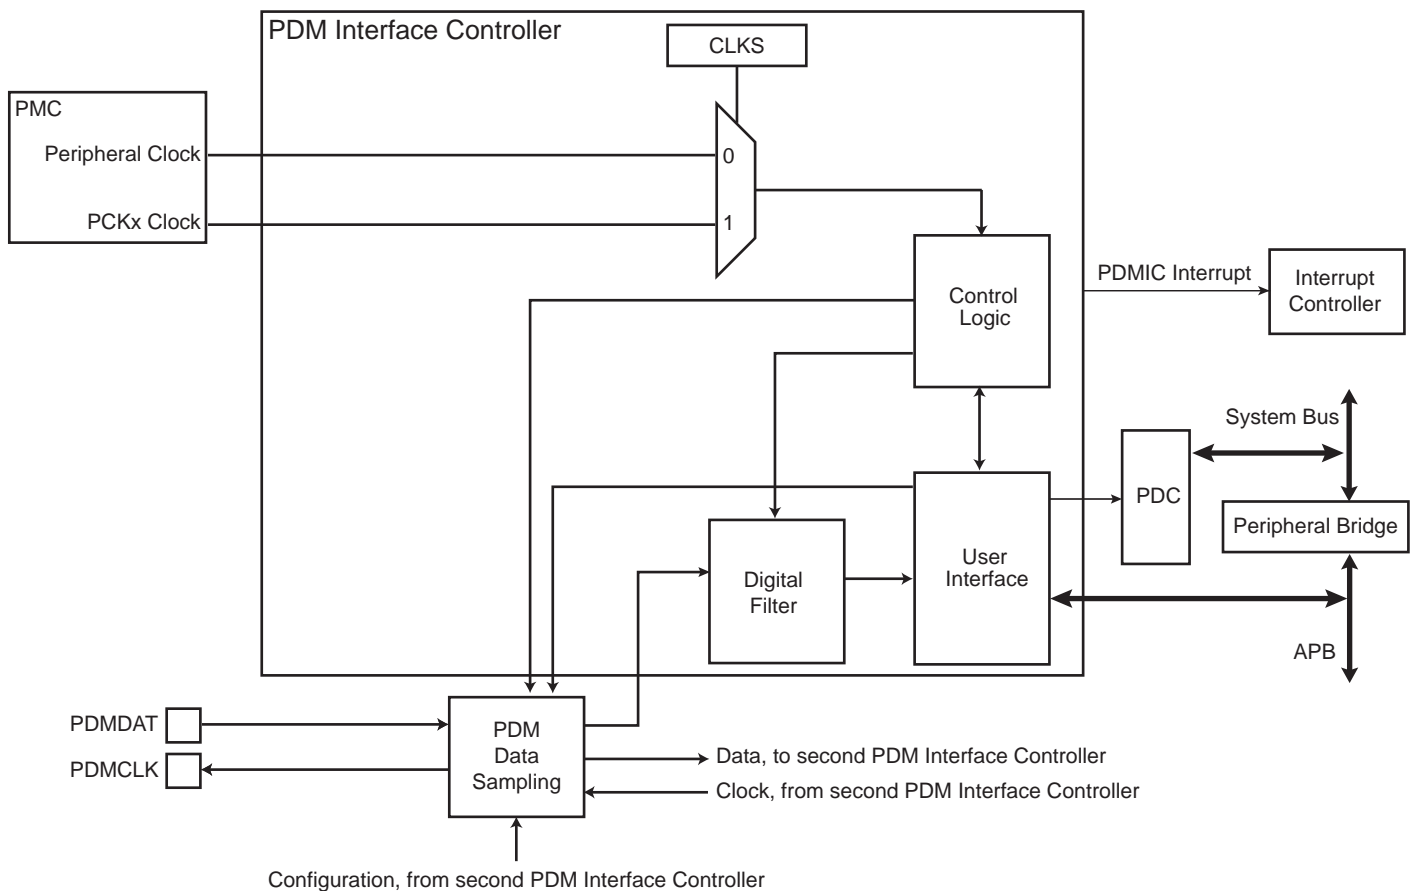 PDM Interface Controller
CLKS
PMC
Peripheral Clock
0
PCKx Clock
1
Control
Logic
PDMIC Interrupt
Interrupt
Controller
System Bus
PDC
Peripheral Bridge
User
Interface
Digital
Filter
APB
PDMDAT
PDMCLK
PDM
Data
Sampling
Data, to second PDM Interface Controller
Clock, from second PDM Interface Controller
Configuration, from second PDM Interface Controller